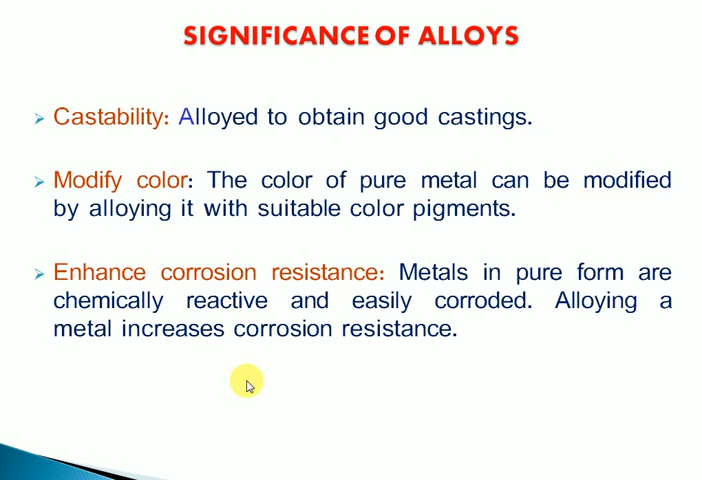 SIGNIFICANCE OF ALLOYS
Castability: Alloyed to obtain good castings.
Modify color: The color of pure metal can be modified
by alloying it with suitable color pigments.
Enhance corrosion resistance: Metals in pure form are
chemically reactive and easily corroded. Alloying a
metal increases corrosion resistance.